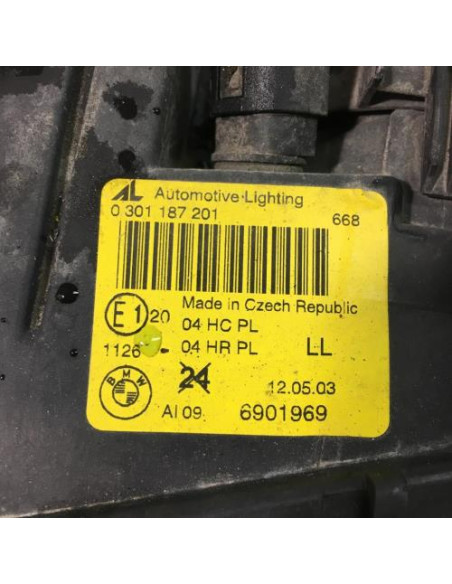 AL Automotive Lighting
0 301 187 201 668
E1 20 Made in Czech Republic
04 HC PL
1126 04 HR PL LL
BMW 24 12.05.03
AI 09. 6901969